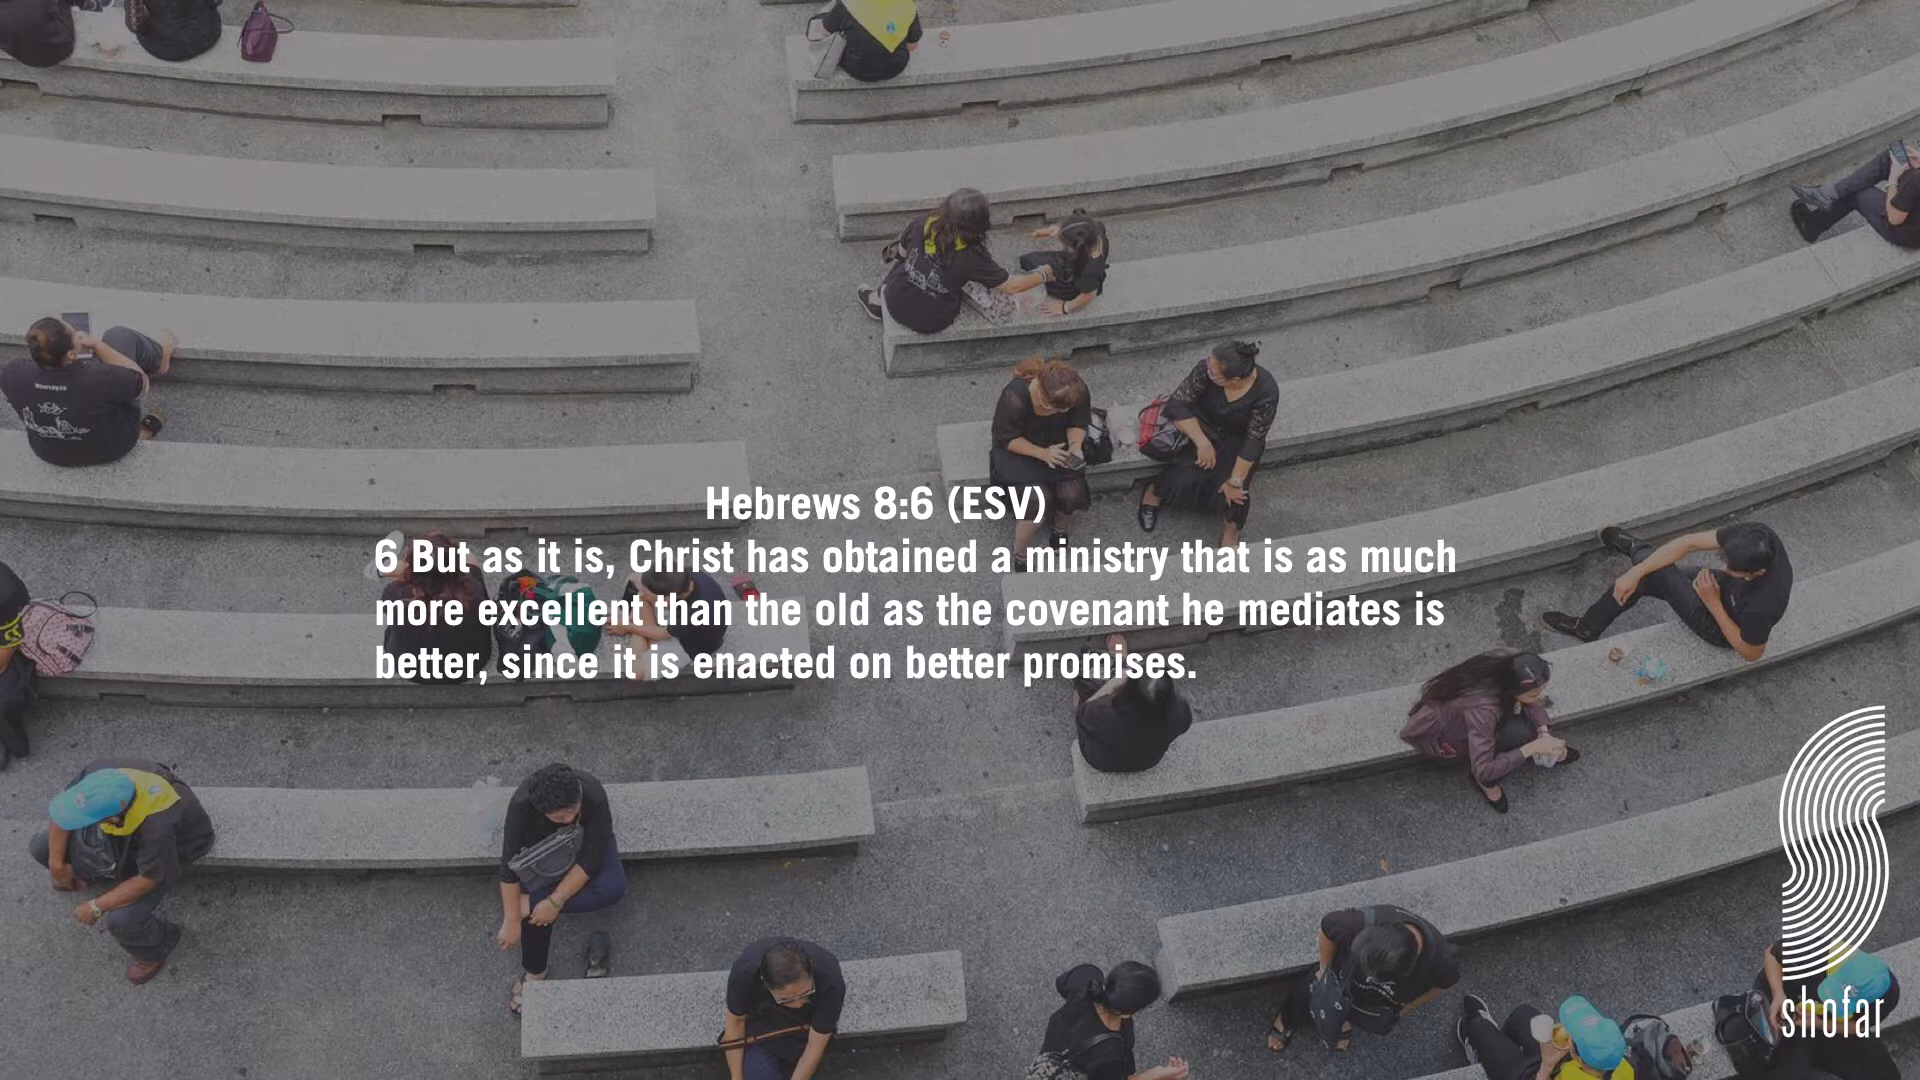 Hebrews 8:6 (ESV)
6 But as it is, Christ has obtained a ministry that is as much
more excellent than the old as the covenant he mediates is
better, since it is enacted on better promises.
shofar